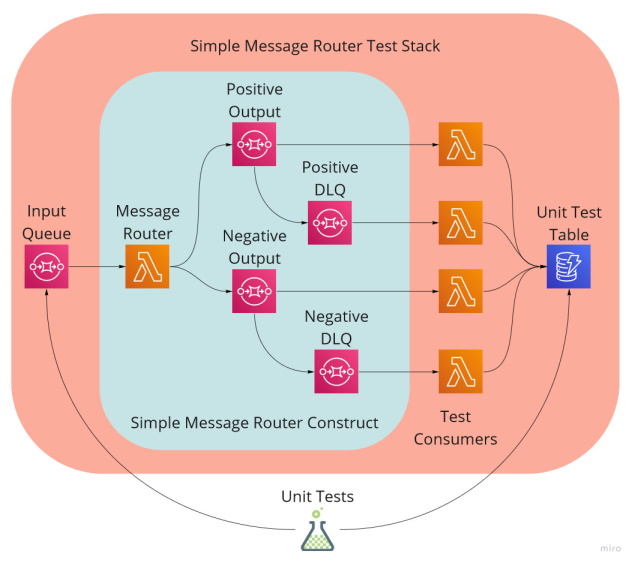 Simple Message Router Test Stack
Positive
Output
Positive
DLQ
Input
Queue
Message
Router
Negative
Output
Unit Test
Table
Negative
DLQ
Simple Message Router Construct
Test
Consumers
Unit Tests
miro